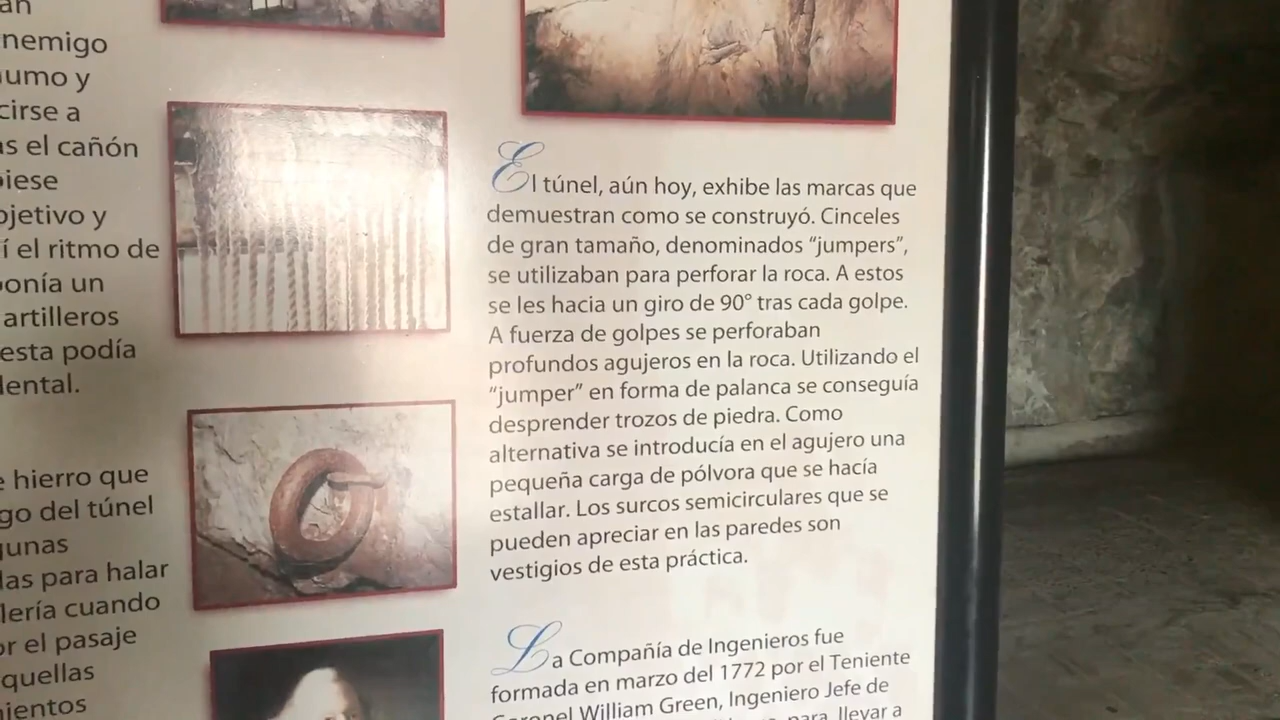 nemigo
umo y
cirse a
as el cañón
piese
ojetivo y
í el ritmo de
onía un
artilleros
esta podía
dental.
e hierro que
go del túnel
gunas
das para halar
lería cuando
or el pasaje
quellas
nientos
El túnel, aún hoy, exhibe las marcas que
demuestran como se construyó. Cinceles
de gran tamaño, denominados “jumpers”,
se utilizaban para perforar la roca. A estos
se les hacia un giro de 90° tras cada golpe.
A fuerza de golpes se perforaban
profundos agujeros en la roca. Utilizando el
“jumper” en forma de palanca se conseguía
desprender trozos de piedra. Como
alternativa se introducía en el agujero una
pequeña carga de pólvora que se hacía
estallar. Los surcos semicirculares que se
pueden apreciar en las paredes son
vestigios de esta práctica.
La Compañía de Ingenieros fue
formada en marzo del 1772 por el Teniente
Coronel William Green, Ingeniero Jefe de
para llevar a